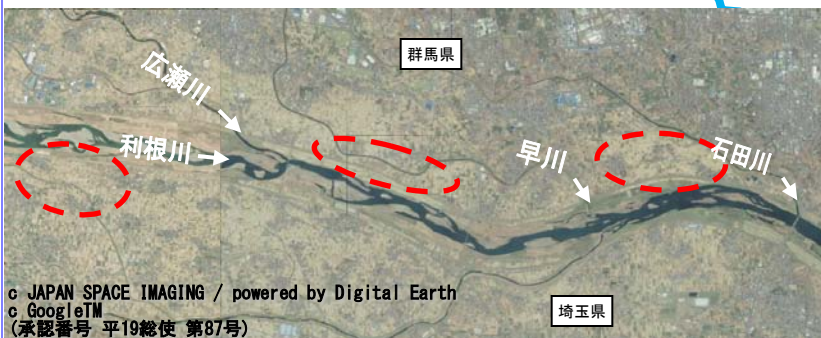 群馬県
広瀬川
利根川
早川
石田川
埼玉県
c JAPAN SPACE IMAGING / powered by Digital Earth
c GoogleTM
(承認番号 平19総使 第87号)